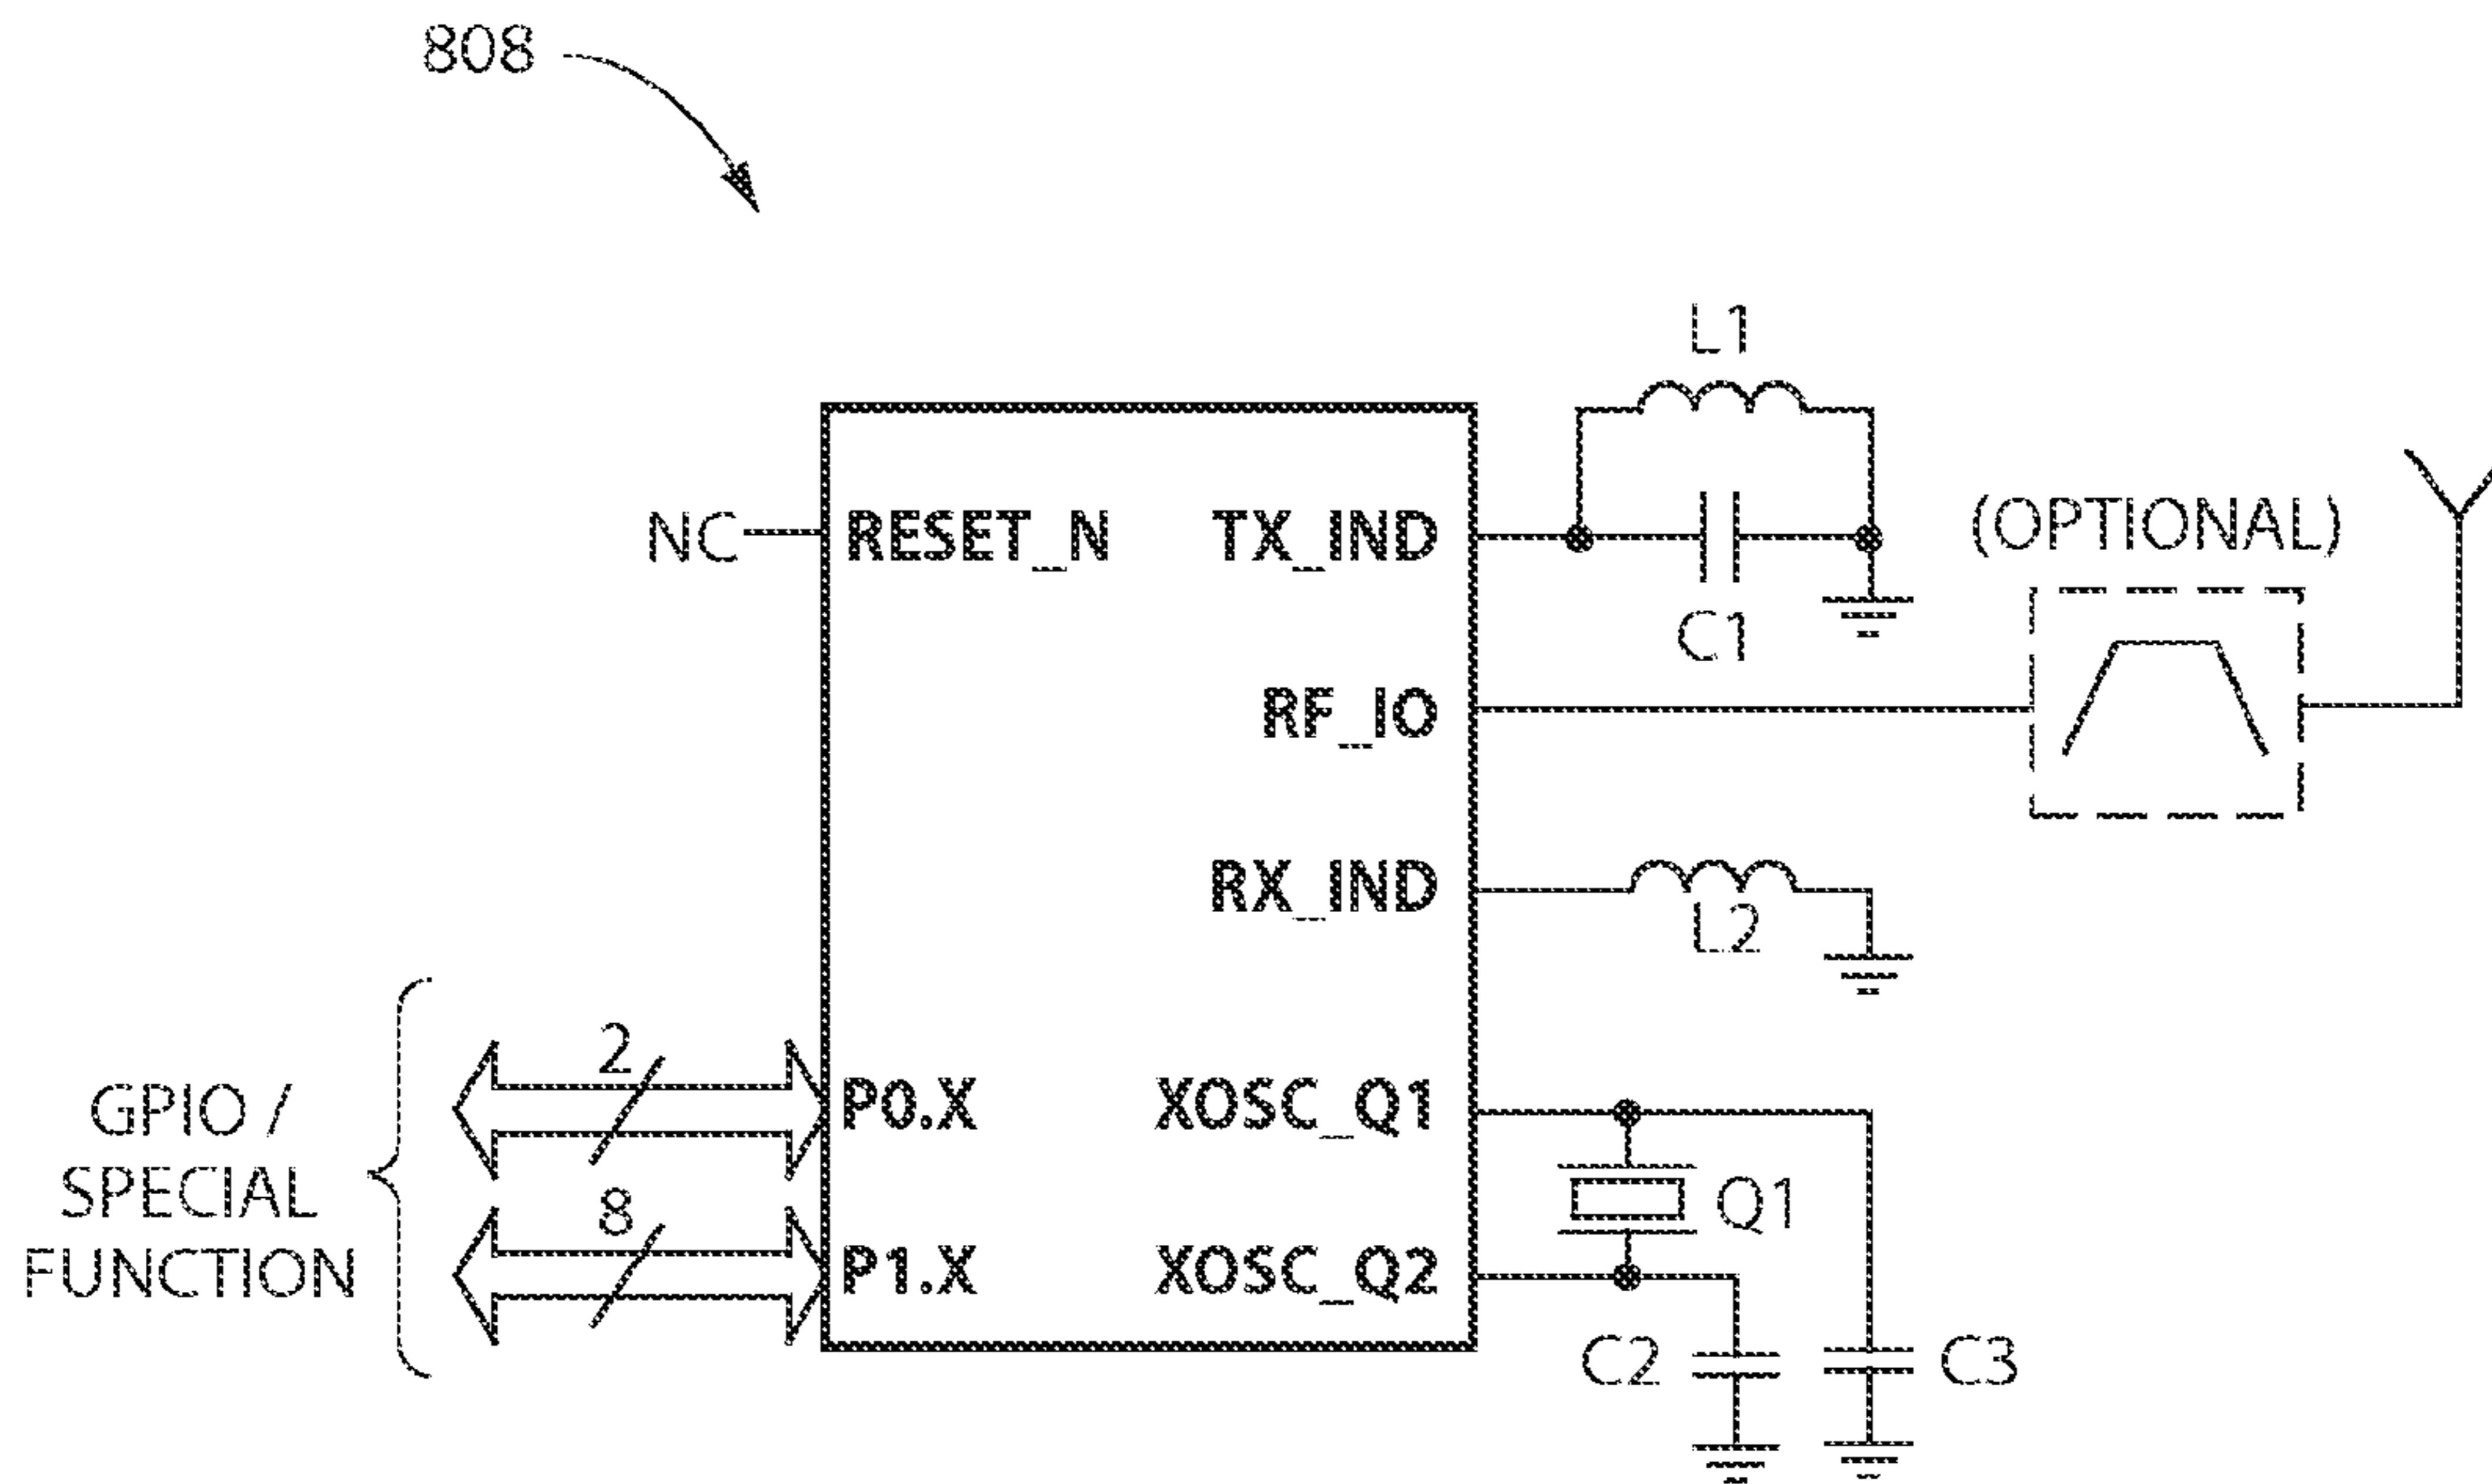 808
L1
NC
RESET_N
TX_IND
(OPTIONAL)
C1
RF_IO
RX_IND
L2
GPIO /
SPECIAL
FUNCTION
2
P0.X
XOSC_Q1
8
Q1
P1.X
XOSC_Q2
C2
C3